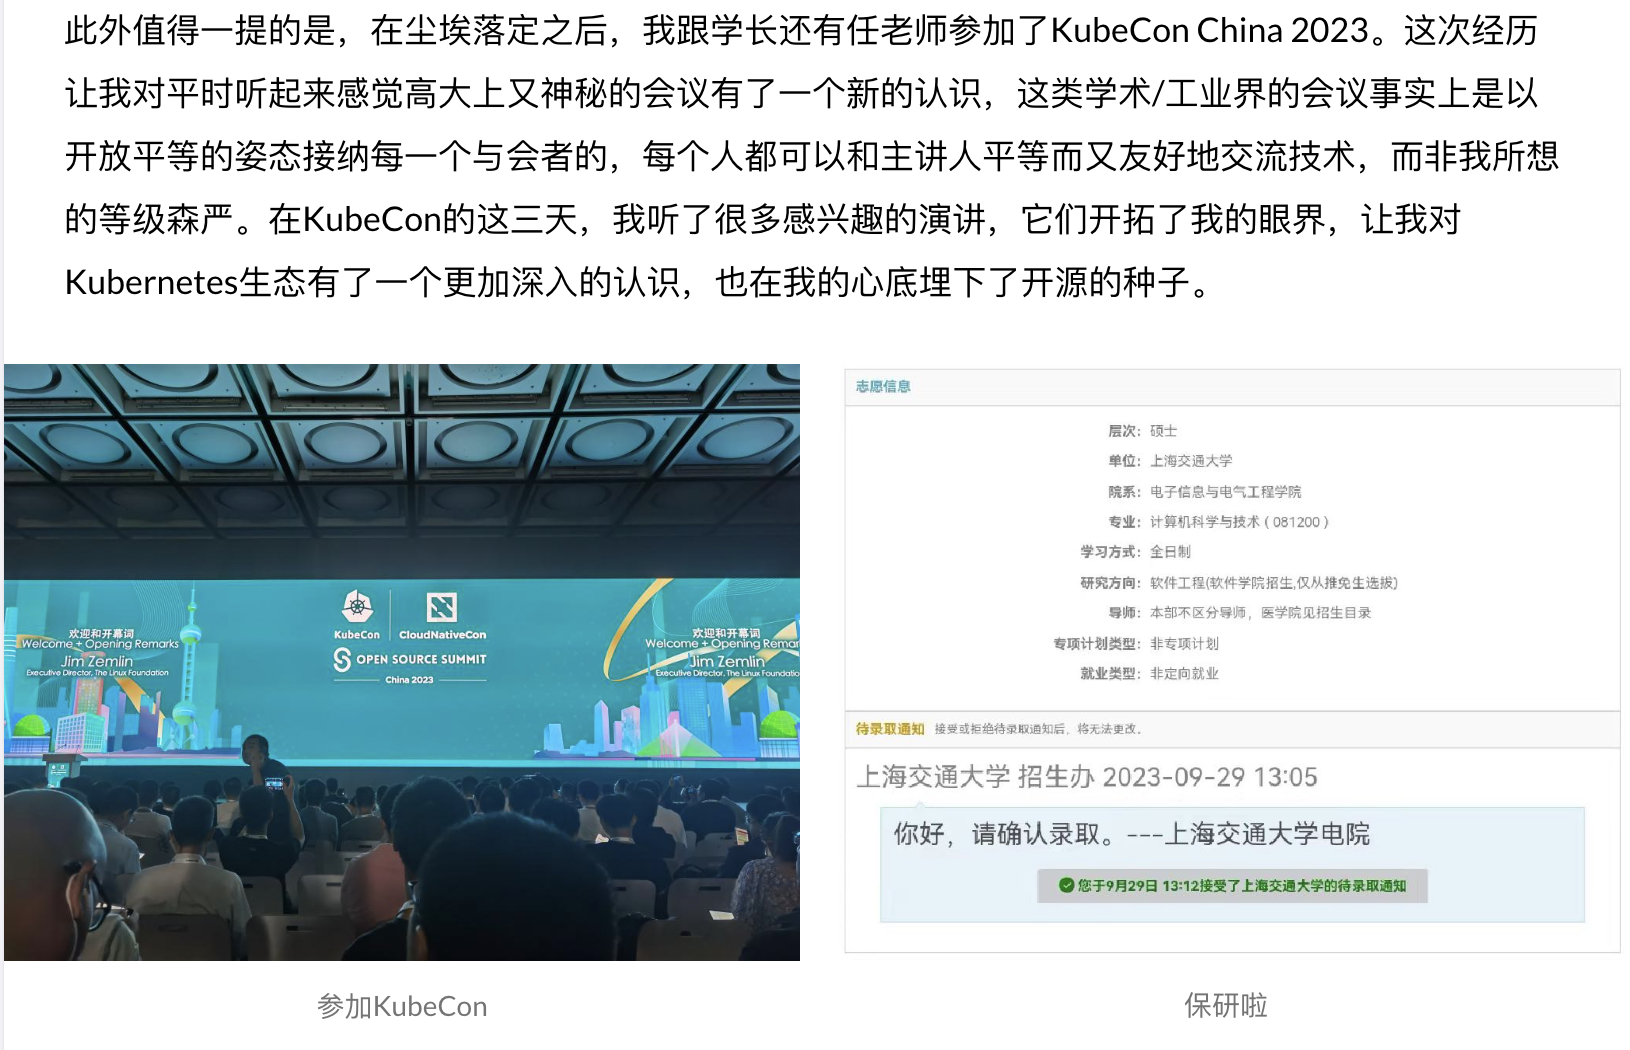 此外值得一提的是，在尘埃落定之后，我跟学长还有任老师参加了KubeCon China 2023。这次经历
让我对平时听起来感觉高大上又神秘的会议有了一个新的认识，这类学术/工业界的会议事实上是以
开放平等的姿态接纳每一个与会者的，每个人都可以和主讲人平等而又友好地交流技术，而非我所想
的等级森严。在KubeCon的这三天，我听了很多感兴趣的演讲，它们开拓了我的眼界，让我对
Kubernetes生态有了一个更加深入的认识，也在我的心底埋下了开源的种子。
欢迎和开幕词
Welcome + Opening Remarks
Jim Zemlin
Executive Director, The Linux Foundation
KubeCon
CloudNativeCon
OPEN SOURCE SUMMIT
China 2023
欢迎和开幕词
Welcome + Opening Remar
Jim Zemlin
Executive Director, The Linux Foundatio
参加KubeCon
志愿信息
层次： 硕士
单位： 上海交通大学
院系： 电子信息与电气工程学院
专业： 计算机科学与技术（081200）
学习方式： 全日制
研究方向： 软件工程(软件学院招生,仅从推免生选拔)
导师： 本部不区分导师，医学院见招生目录
专项计划类型： 非专项计划
就业类型： 非定向就业
待录取通知 接受或拒绝待录取通知后，将无法更改。
上海交通大学 招生办 2023-09-29 13:05
你好，请确认录取。---上海交通大学电院
您于9月29日 13:12接受了上海交通大学的待录取通知
保研啦